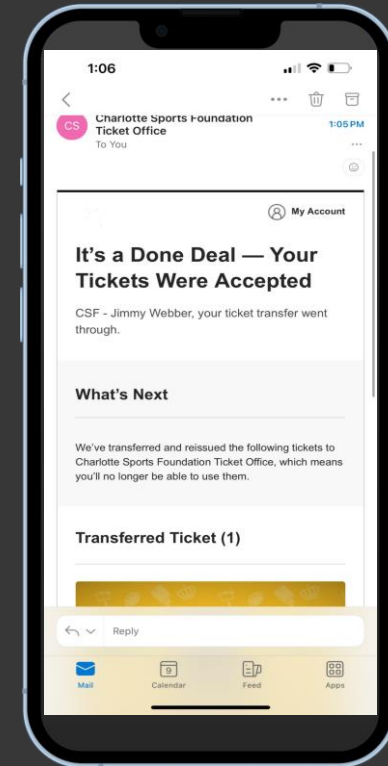 1:06
CS
Charlotte Sports Foundation
Ticket Office
1:05 PM
To You
My Account
It's a Done Deal — Your
Tickets Were Accepted
CSF - Jimmy Webber, your ticket transfer went
through.
What's Next
We've transferred and reissued the following tickets to
Charlotte Sports Foundation Ticket Office, which means
you'll no longer be able to use them.
Transferred Ticket (1)
Reply
Mail
9
Calendar
Feed
Apps